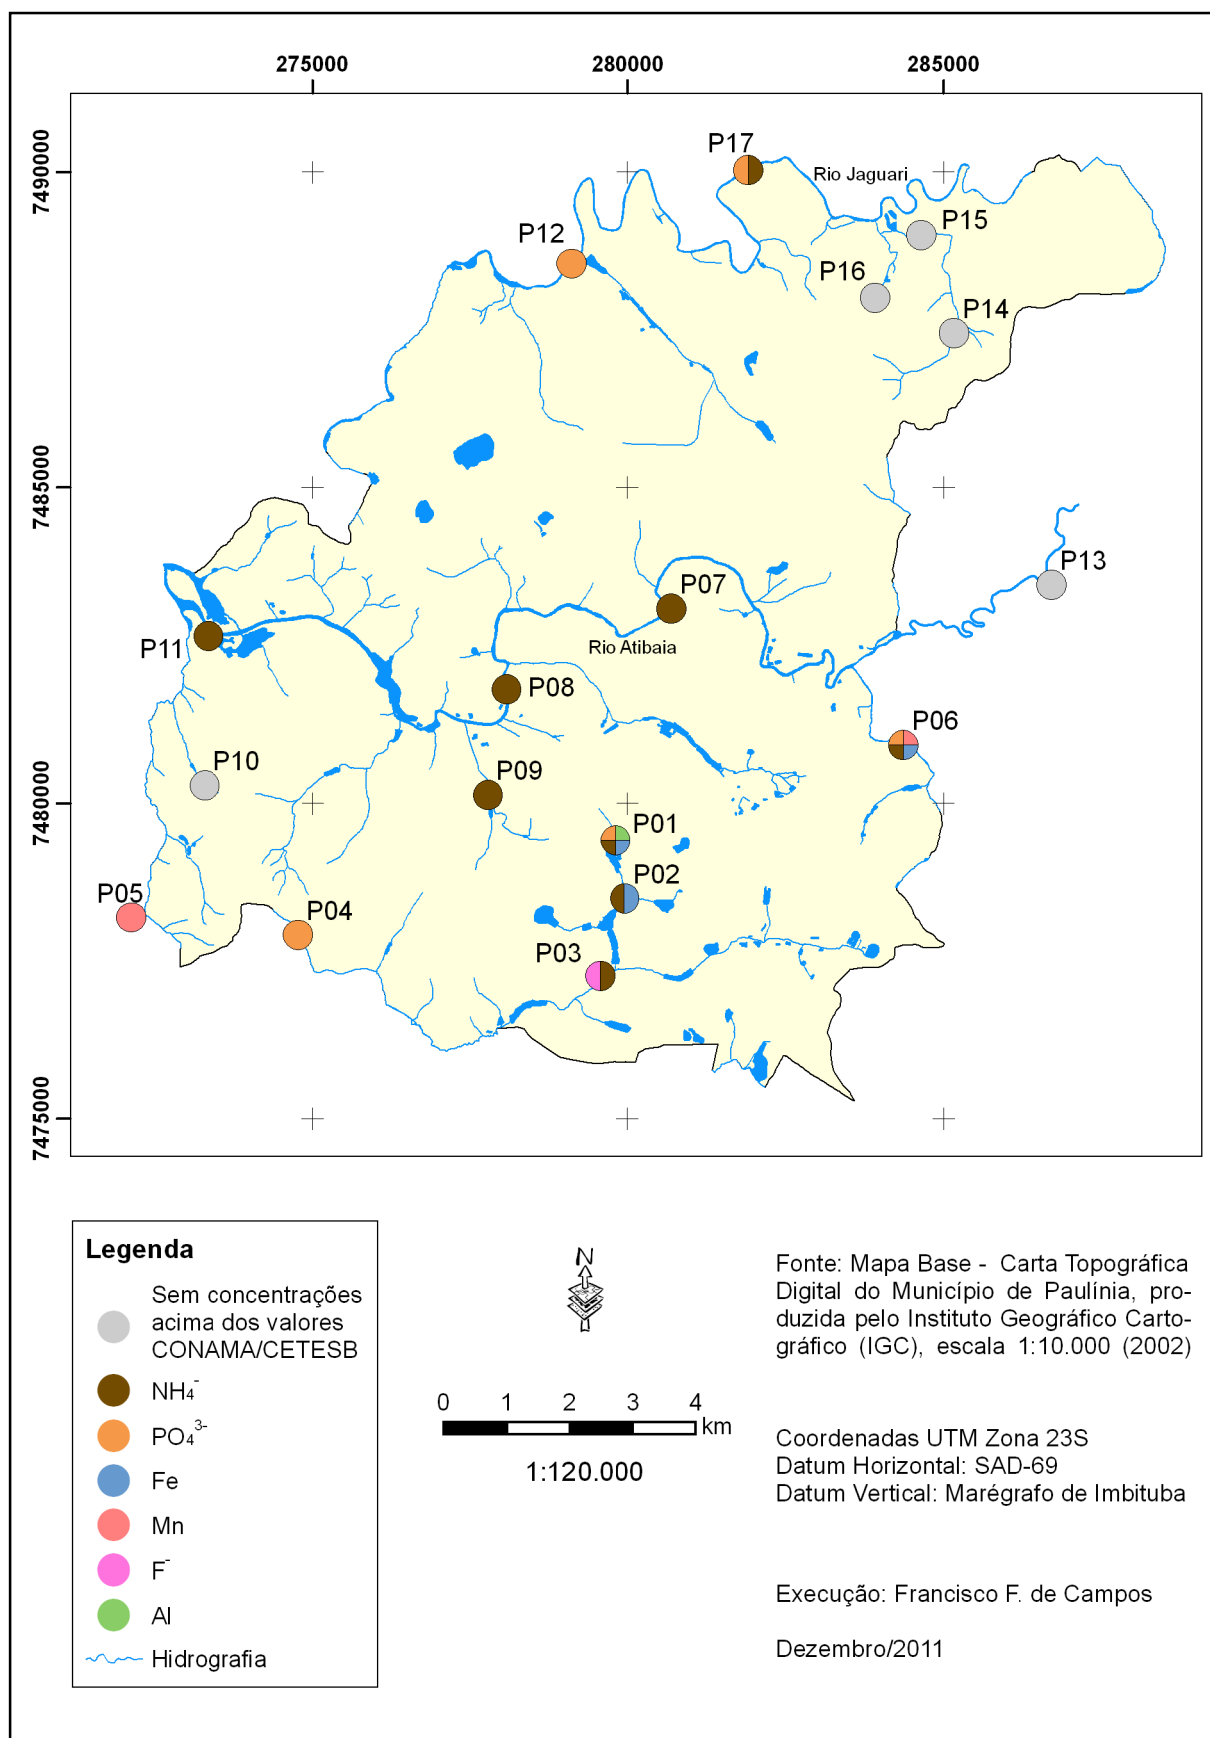 275000 280000 285000
7490000
7485000
7480000
7475000
P17
Rio Jaguari
P15
P12
P16
P14
P13
P07
P11
Rio Atibaia
P08
P06
P10
P09
P01
P02
P05
P04
P03
Legenda
Sem concentrações
acima dos valores
CONAMA/CETESB
NH₄⁻
PO₄³⁻
Fe
Mn
F⁻
Al
Hidrografia
N
0 1 2 3 4
km
1:120.000
Fonte: Mapa Base - Carta Topográfica
Digital do Município de Paulínia, pro-
duzida pelo Instituto Geográfico Carto-
gráfico (IGC), escala 1:10.000 (2002)
Coordenadas UTM Zona 23S
Datum Horizontal: SAD-69
Datum Vertical: Marégrafo de Imbituba
Execução: Francisco F. de Campos
Dezembro/2011